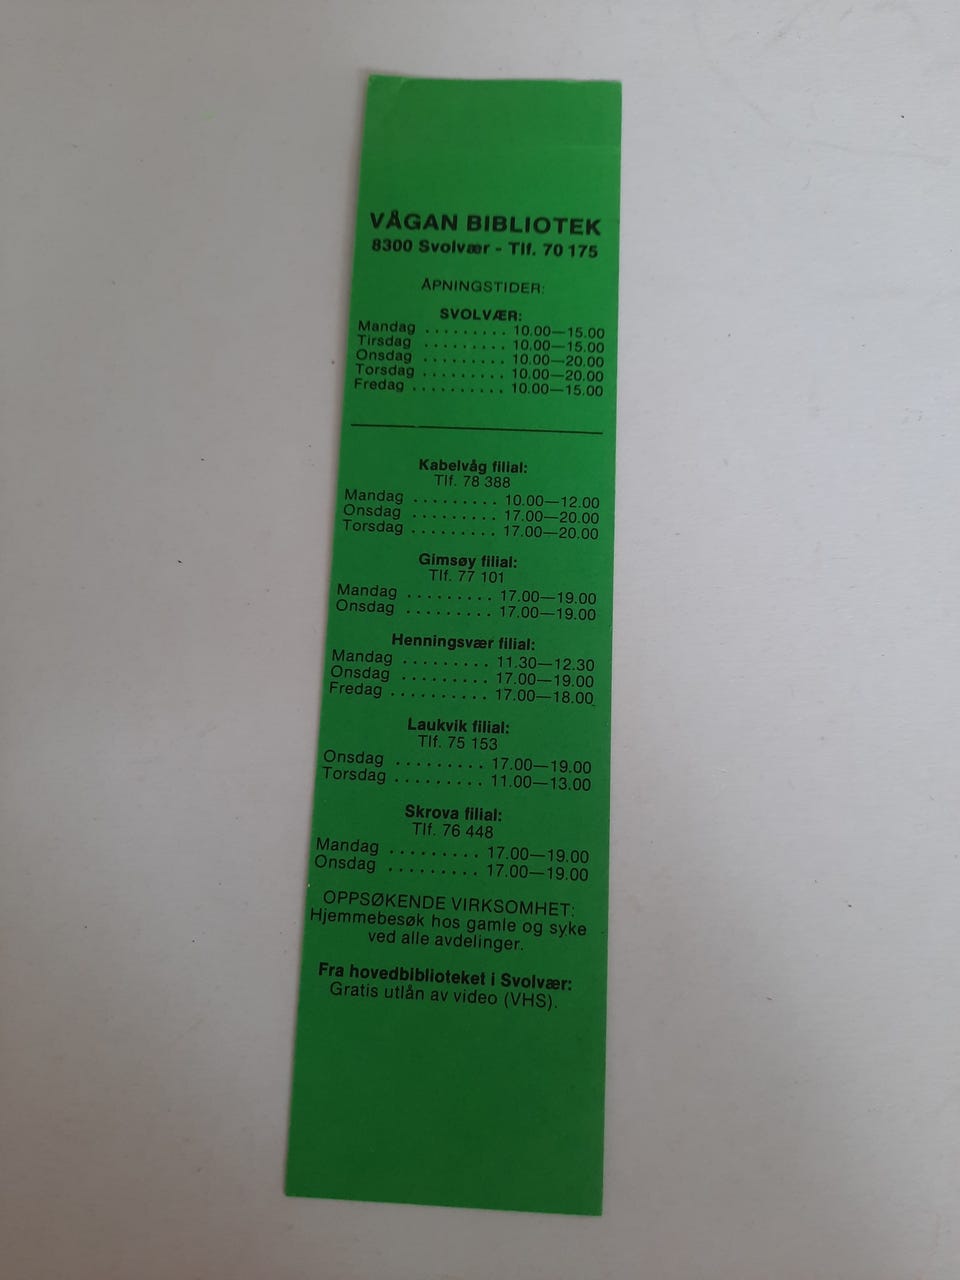 VÅGAN BIBLIOTEK
8300 Svolvær - Tlf. 70 175
ÅPNINGSTIDER:
SVOLVÆR:
Mandag ......... 10.00—15.00
Tirsdag ......... 10.00—15.00
Onsdag ......... 10.00—20.00
Torsdag ......... 10.00—20.00
Fredag .......... 10.00—15.00
Kabelvåg filial:
Tlf. 78 388
Mandag ......... 10.00—12.00
Onsdag ......... 17.00—20.00
Torsdag ......... 17.00—20.00
Gimsøy filial:
Tlf. 77 101
Mandag ......... 17.00—19.00
Onsdag ......... 17.00—19.00
Henningsvær filial:
Mandag ......... 11.30—12.30
Onsdag ......... 17.00—19.00
Fredag .......... 17.00—18.00
Laukvik filial:
Tlf. 75 153
Onsdag ......... 17.00—19.00
Torsdag ......... 11.00—13.00
Skrova filial:
Tlf. 76 448
Mandag ......... 17.00—19.00
Onsdag ......... 17.00—19.00
OPPSØKENDE VIRKSOMHET:
Hjemmebesøk hos gamle og syke
ved alle avdelinger.
Fra hovedbiblioteket i Svolvær:
Gratis utlån av video (VHS).